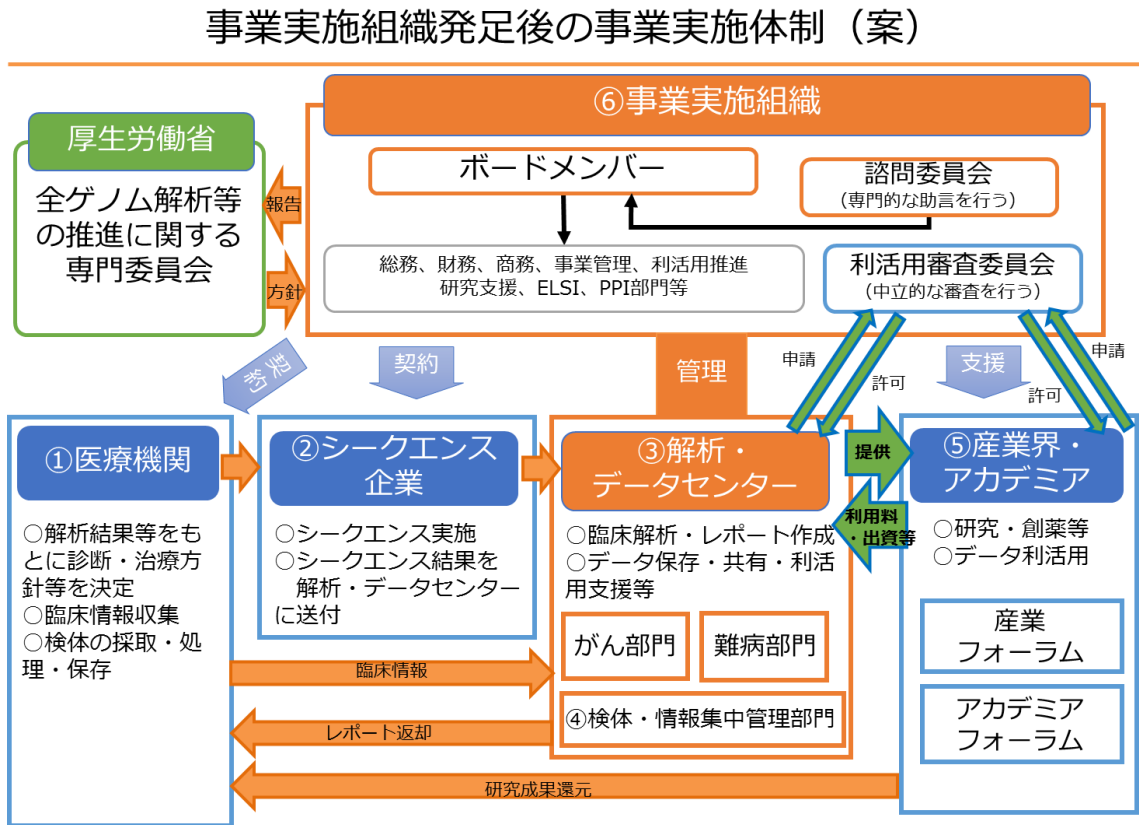 事業実施組織発足後の事業実施体制（案）
⑥事業実施組織
厚生労働省
全ゲノム解析等
の推進に関する
専門委員会
報告
方針
ボードメンバー
諮問委員会
（専門的な助言を行う）
総務、財務、商務、事業管理、利活用推進
研究支援、ELSI、PPI部門等
利活用審査委員会
（中立的な審査を行う）
契約
契約
管理
申請
許可
支援
申請
許可
①医療機関
○解析結果等をも
とに診断・治療方
針等を決定
○臨床情報収集
○検体の採取・処
理・保存
②シークエンス
企業
○シークエンス実施
○シークエンス結果を
解析・データセンター
に送付
③解析・
データセンター
○臨床解析・レポート作成
○データ保存・共有・利活
用支援等
がん部門
難病部門
④検体・情報集中管理部門
提供
利用料
・出資等
⑤産業界・
アカデミア
○研究・創薬等
○データ利活用
産業
フォーラム
アカデミア
フォーラム
臨床情報
レポート返却
研究成果還元